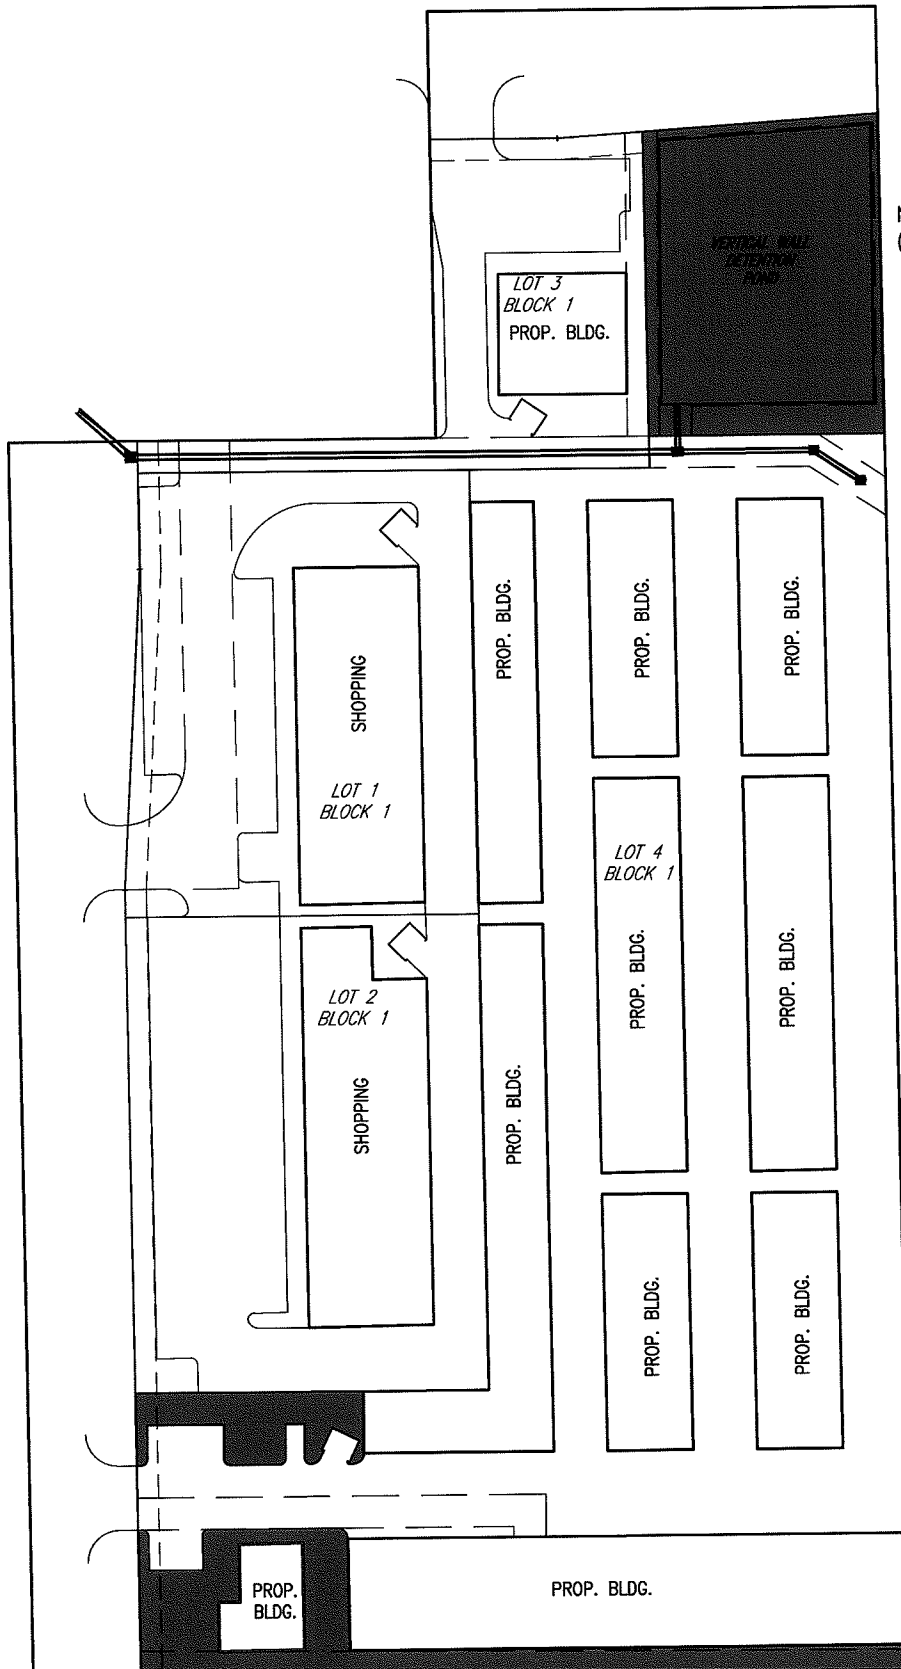 VERTICAL WALL
DETENTION
POND
LOT 3
BLOCK 1
PROP. BLDG.
PROP. BLDG.
PROP. BLDG.
PROP. BLDG.
SHOPPING
LOT 1
BLOCK 1
LOT 4
BLOCK 1
PROP. BLDG.
PROP. BLDG.
LOT 2
BLOCK 1
SHOPPING
PROP. BLDG.
PROP. BLDG.
PROP. BLDG.
PROP.
BLDG.
PROP. BLDG.